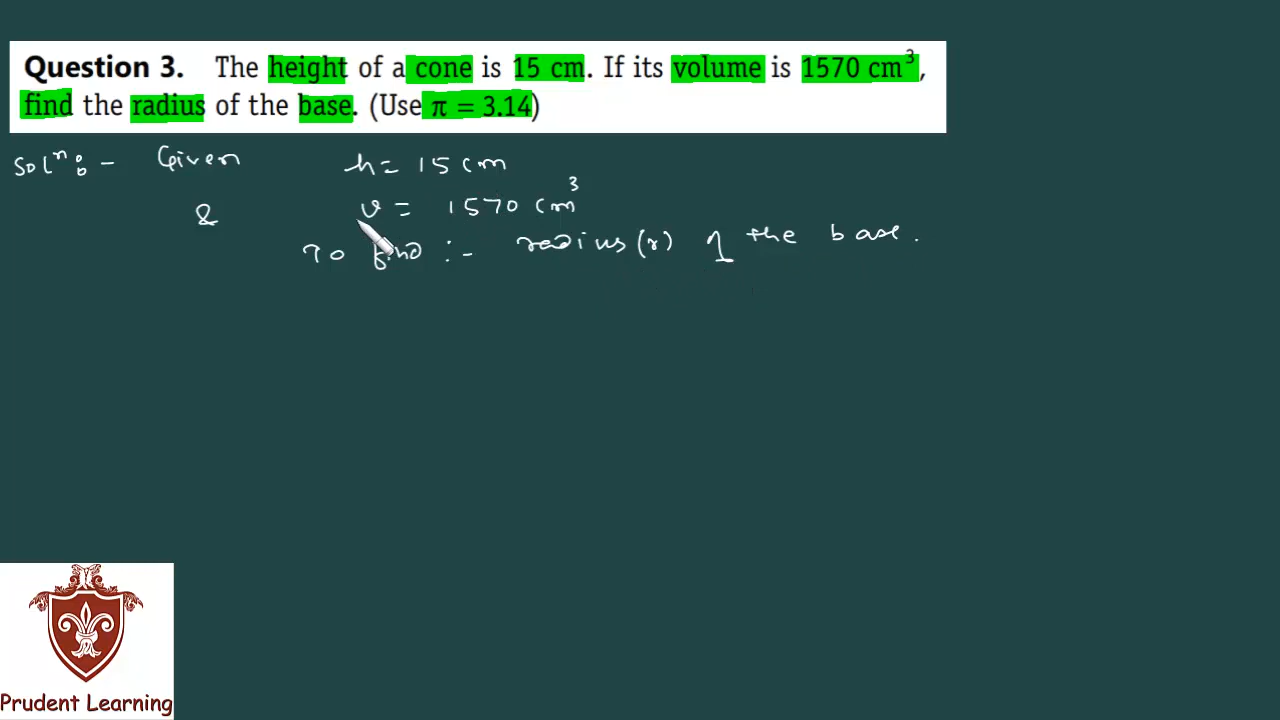 Question 3. The height of a cone is 15 cm. If its volume is 1570 cm³,
find the radius of the base. (Use π = 3.14)
Solⁿ:- Given h = 15 cm
& v = 1570 cm³
To find :- radius (r) of the base.
Prudent Learning